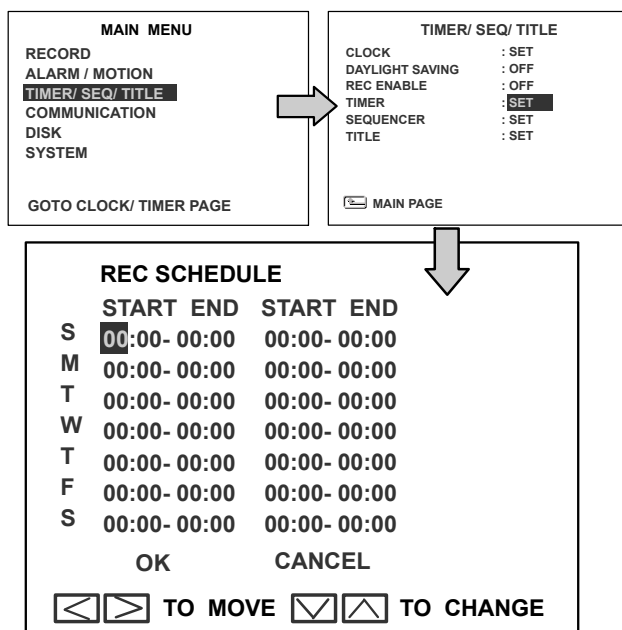 MAIN MENU
RECORD
ALARM / MOTION
TIMER/ SEQ/ TITLE
COMMUNICATION
DISK
SYSTEM
GOTO CLOCK/ TIMER PAGE
TIMER/ SEQ/ TITLE
CLOCK : SET
DAYLIGHT SAVING : OFF
REC ENABLE : OFF
TIMER : SET
SEQUENCER : SET
TITLE : SET
MAIN PAGE
REC SCHEDULE
START END START END
S 00:00- 00:00 00:00- 00:00
M 00:00- 00:00 00:00- 00:00
T 00:00- 00:00 00:00- 00:00
W 00:00- 00:00 00:00- 00:00
T 00:00- 00:00 00:00- 00:00
F 00:00- 00:00 00:00- 00:00
S 00:00- 00:00 00:00- 00:00
OK CANCEL
TO MOVE TO CHANGE